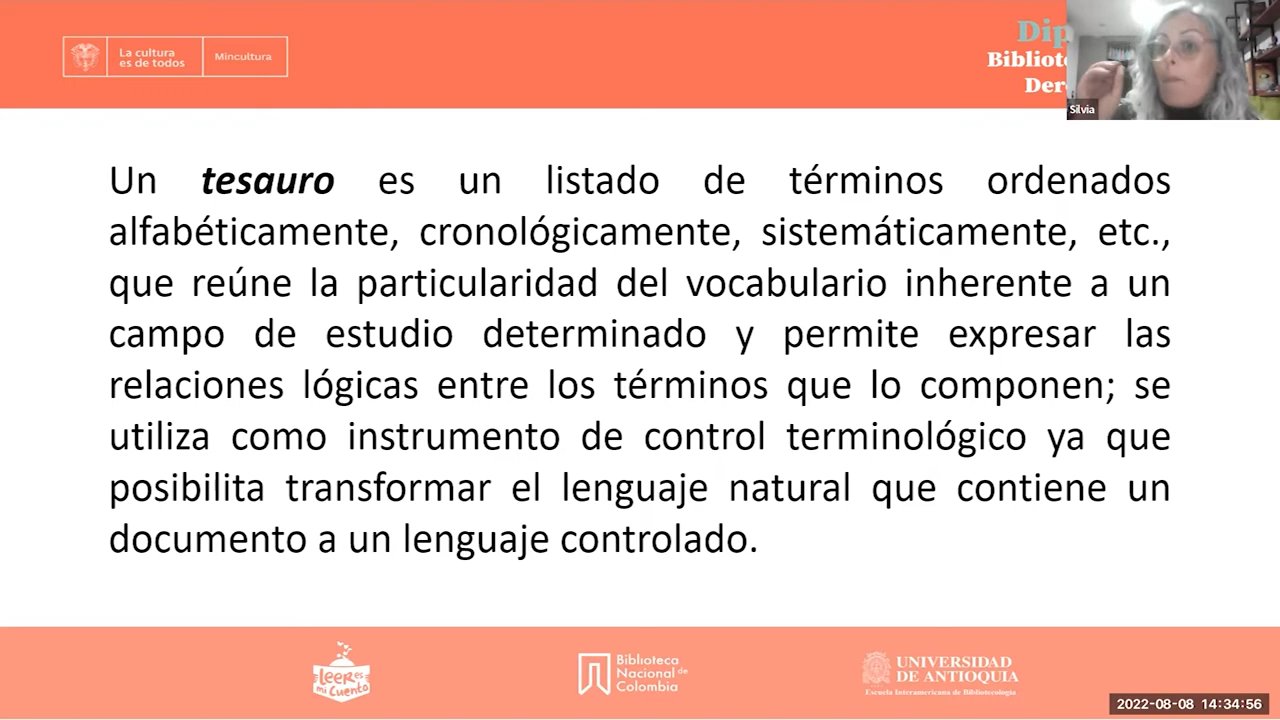 La cultura
es de todos
Mincultura
Silvia
Un tesauro es un listado de términos ordenados
alfabéticamente, cronológicamente, sistemáticamente, etc.,
que reúne la particularidad del vocabulario inherente a un
campo de estudio determinado y permite expresar las
relaciones lógicas entre los términos que lo componen; se
utiliza como instrumento de control terminológico ya que
posibilita transformar el lenguaje natural que contiene un
documento a un lenguaje controlado.
Leer es
mi Cuento
Biblioteca
Nacional de
Colombia
UNIVERSIDAD
DE ANTIOQUIA
Escuela Interamericana de Bibliotecología
2022-08-08 14:34:56